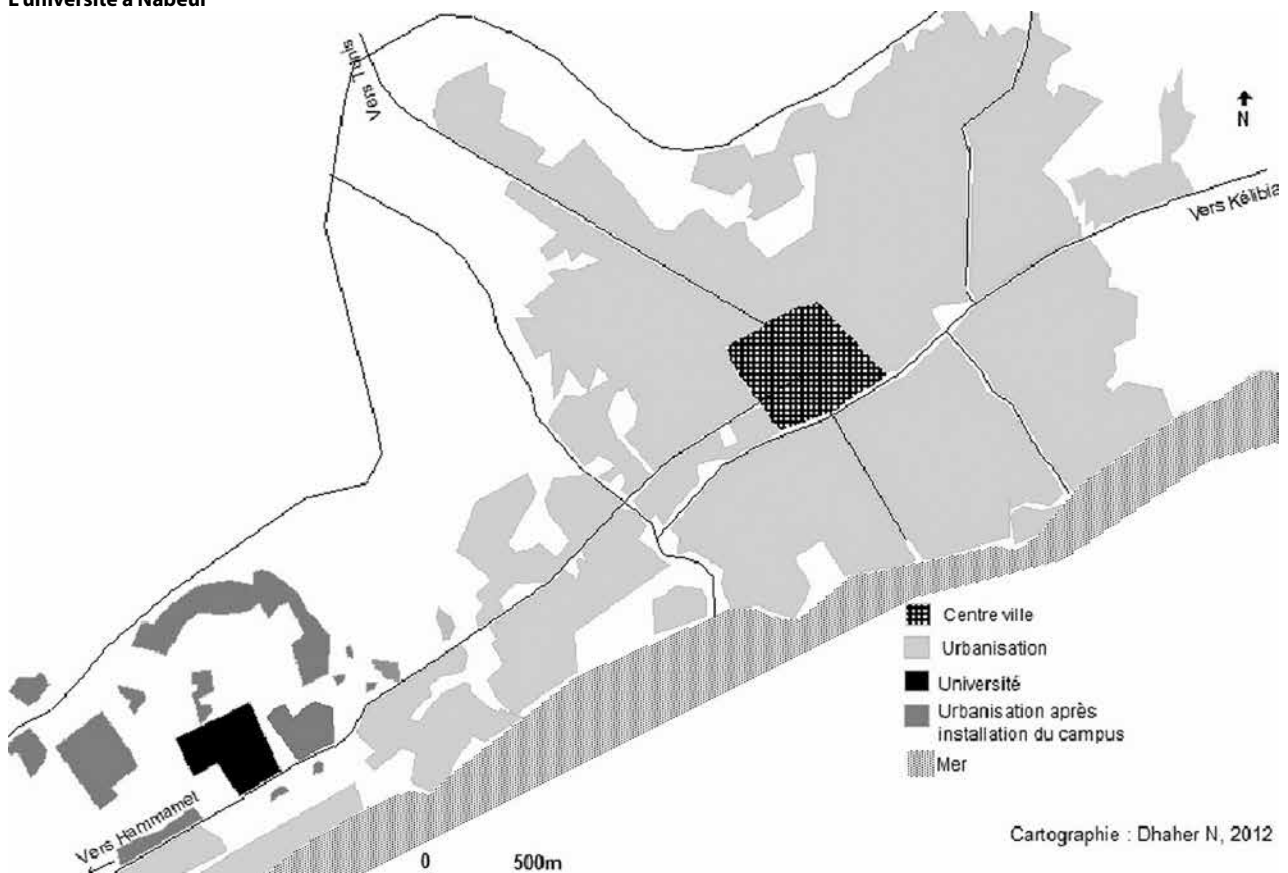 L'université à Nabeul
Vers Tunis
N
Vers Kélibia
Centre ville
Urbanisation
Université
Urbanisation après
installation du campus
Mer
Vers Hammamet
0 500m
Cartographie : Dhaher N, 2012